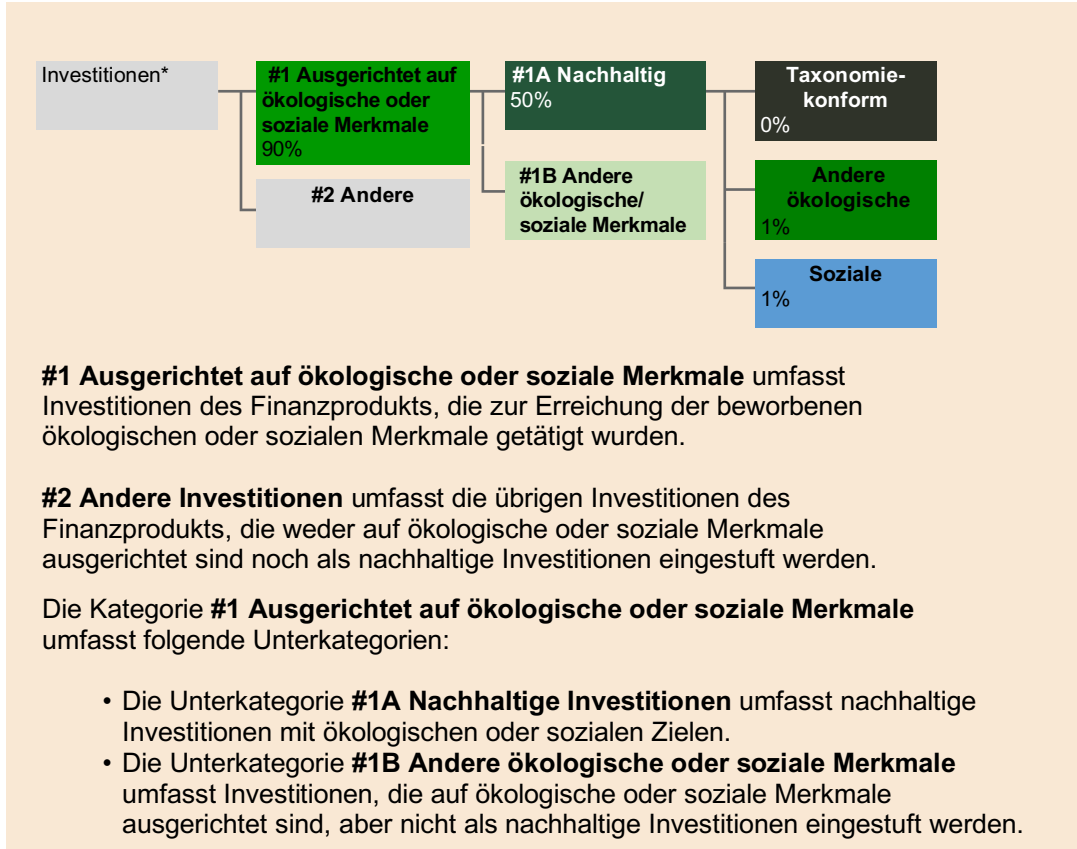 Investitionen*
#1 Ausgerichtet auf
ökologische oder
soziale Merkmale
90%
#2 Andere
#1A Nachhaltig
50%
#1B Andere
ökologische/
soziale Merkmale
Taxonomie-
konform
0%
Andere
ökologische
1%
Soziale
1%
#1 Ausgerichtet auf ökologische oder soziale Merkmale umfasst
Investitionen des Finanzprodukts, die zur Erreichung der beworbenen
ökologischen oder sozialen Merkmale getätigt wurden.
#2 Andere Investitionen umfasst die übrigen Investitionen des
Finanzprodukts, die weder auf ökologische oder soziale Merkmale
ausgerichtet sind noch als nachhaltige Investitionen eingestuft werden.
Die Kategorie #1 Ausgerichtet auf ökologische oder soziale Merkmale
umfasst folgende Unterkategorien:
• Die Unterkategorie #1A Nachhaltige Investitionen umfasst nachhaltige
Investitionen mit ökologischen oder sozialen Zielen.
• Die Unterkategorie #1B Andere ökologische oder soziale Merkmale
umfasst Investitionen, die auf ökologische oder soziale Merkmale
ausgerichtet sind, aber nicht als nachhaltige Investitionen eingestuft werden.